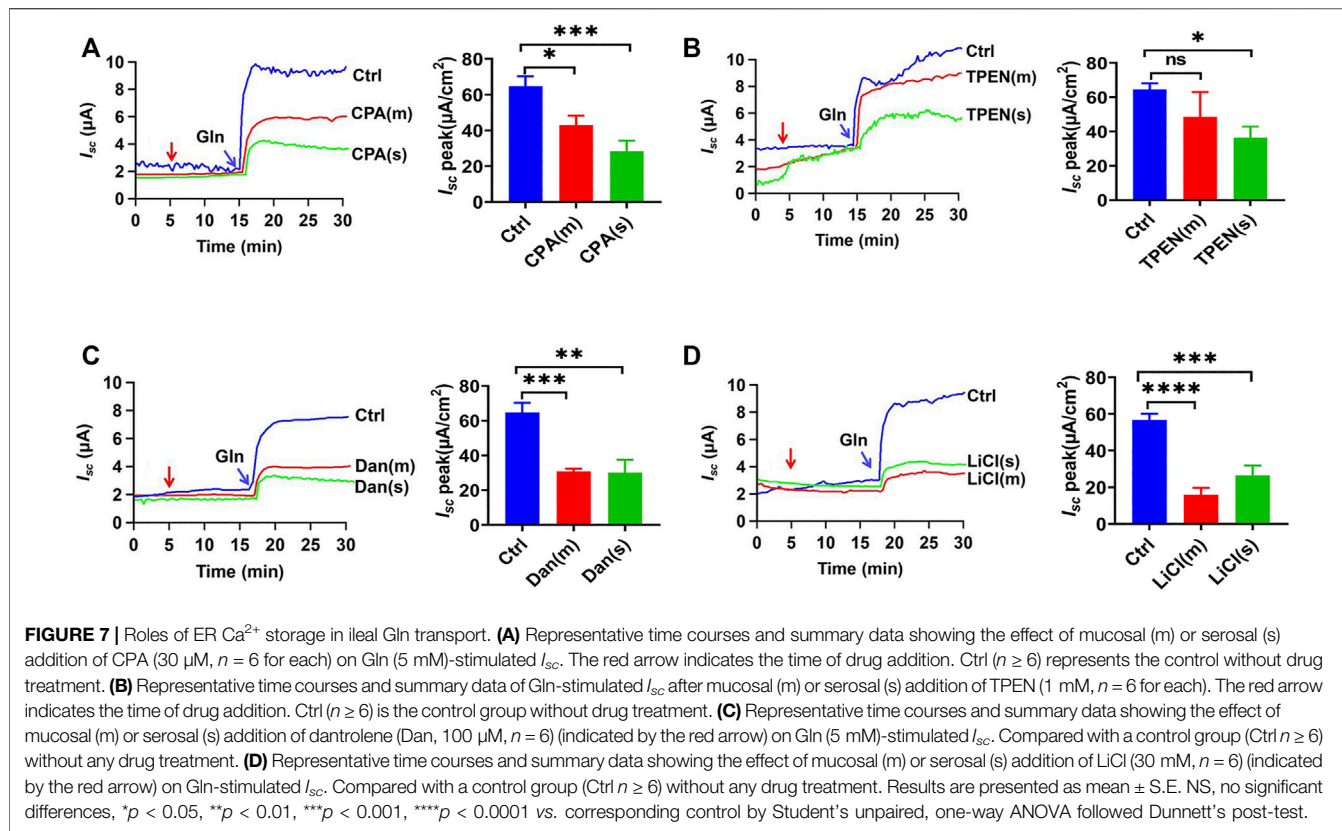 A
I_sc (µA)
10
8
6
4
2
0
0 5 10 15 20 25 30
Time (min)
Gln
Ctrl
CPA(m)
CPA(s)
I_sc peak(µA/cm²)
80
60
40
20
0
***
*
Ctrl
CPA(m)
CPA(s)
B
I_sc (µA)
10
8
6
4
2
0
0 5 10 15 20 25 30
Time (min)
Gln
Ctrl
TPEN(m)
TPEN(s)
I_sc peak(µA/cm²)
80
60
40
20
0
*
ns
Ctrl
TPEN(m)
TPEN(s)
C
I_sc (µA)
10
8
6
4
2
0
0 5 10 15 20 25 30
Time (min)
Gln
Ctrl
Dan(m)
Dan(s)
I_sc peak(µA/cm²)
80
60
40
20
0
**
***
Ctrl
Dan(m)
Dan(s)
D
I_sc (µA)
10
8
6
4
2
0
0 5 10 15 20 25 30
Time (min)
Gln
Ctrl
LiCl(s)
LiCl(m)
I_sc peak(µA/cm²)
80
60
40
20
0
***
****
Ctrl
LiCl(m)
LiCl(s)
FIGURE 7 | Roles of ER Ca²⁺ storage in ileal Gln transport. (A) Representative time courses and summary data showing the effect of mucosal (m) or serosal (s)
addition of CPA (30 µM, n = 6 for each) on Gln (5 mM)-stimulated I_sc. The red arrow indicates the time of drug addition. Ctrl (n ≥ 6) represents the control without drug
treatment. (B) Representative time courses and summary data of Gln-stimulated I_sc after mucosal (m) or serosal (s) addition of TPEN (1 mM, n = 6 for each). The red arrow
indicates the time of drug addition. Ctrl (n ≥ 6) is the control group without drug treatment. (C) Representative time courses and summary data showing the effect of
mucosal (m) or serosal (s) addition of dantrolene (Dan, 100 µM, n = 6) (indicated by the red arrow) on Gln (5 mM)-stimulated I_sc. Compared with a control group (Ctrl n ≥ 6)
without any drug treatment. (D) Representative time courses and summary data showing the effect of mucosal (m) or serosal (s) addition of LiCl (30 mM, n = 6) (indicated
by the red arrow) on Gln-stimulated I_sc. Compared with a control group (Ctrl n ≥ 6) without any drug treatment. Results are presented as mean ± S.E. NS, no significant
differences, *p < 0.05, **p < 0.01, ***p < 0.001, ****p < 0.0001 vs. corresponding control by Student's unpaired, one-way ANOVA followed Dunnett's post-test.